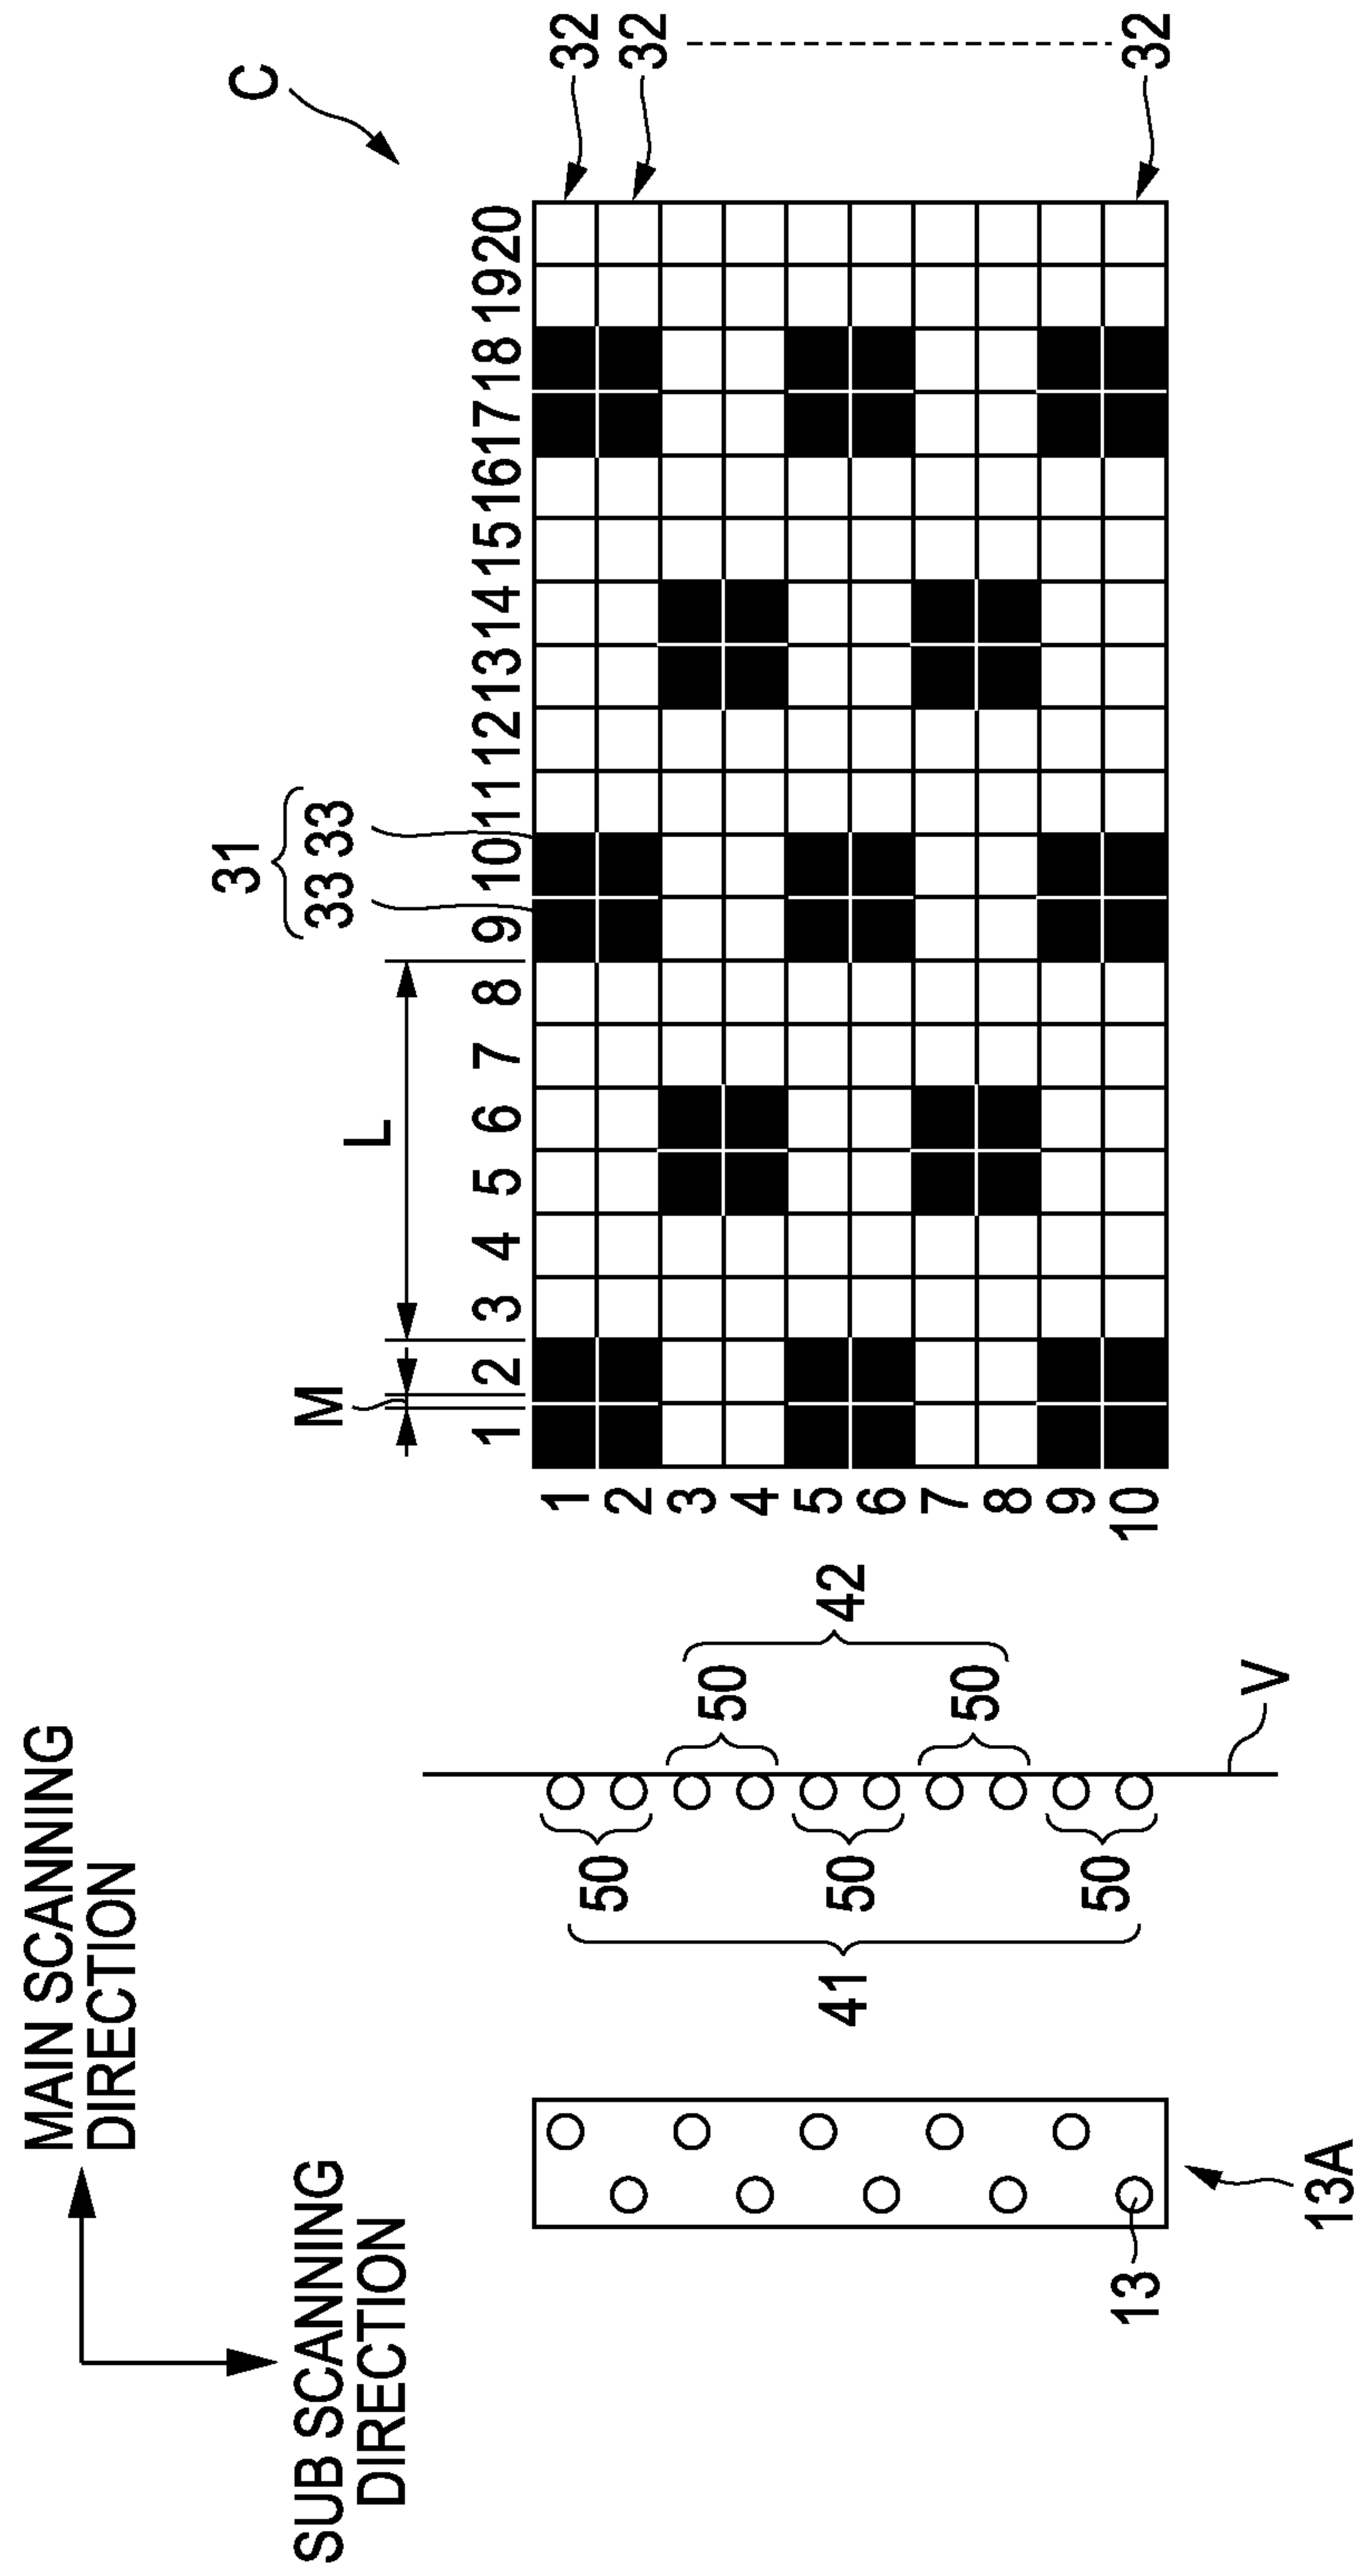 MAIN SCANNING
DIRECTION
SUB SCANNING
DIRECTION
13
13A
41
50
50
50
50
50
42
V
1
2
3
4
5
6
7
8
9
10
M
L
31
33 33
1 2 3 4 5 6 7 8 9 10 11 12 13 14 15 16 17 18 19 20
C
32
32
32